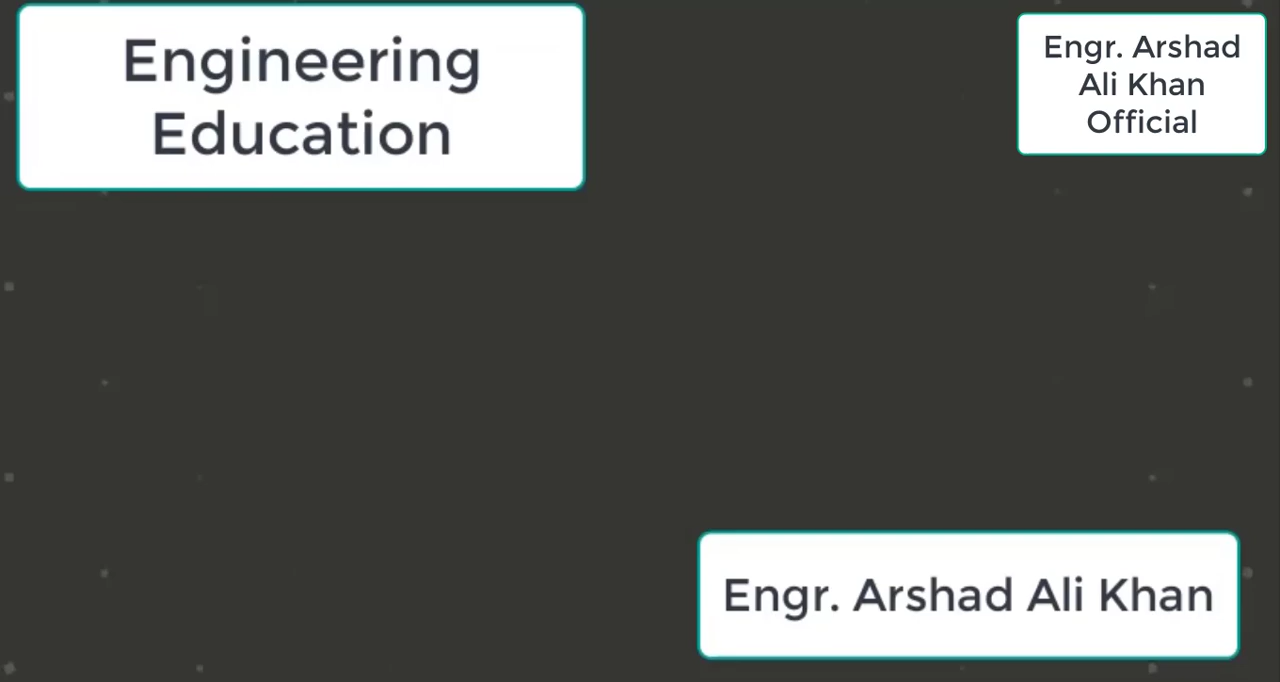 Engineering
Education
Engr. Arshad
Ali Khan
Official
Engr. Arshad Ali Khan